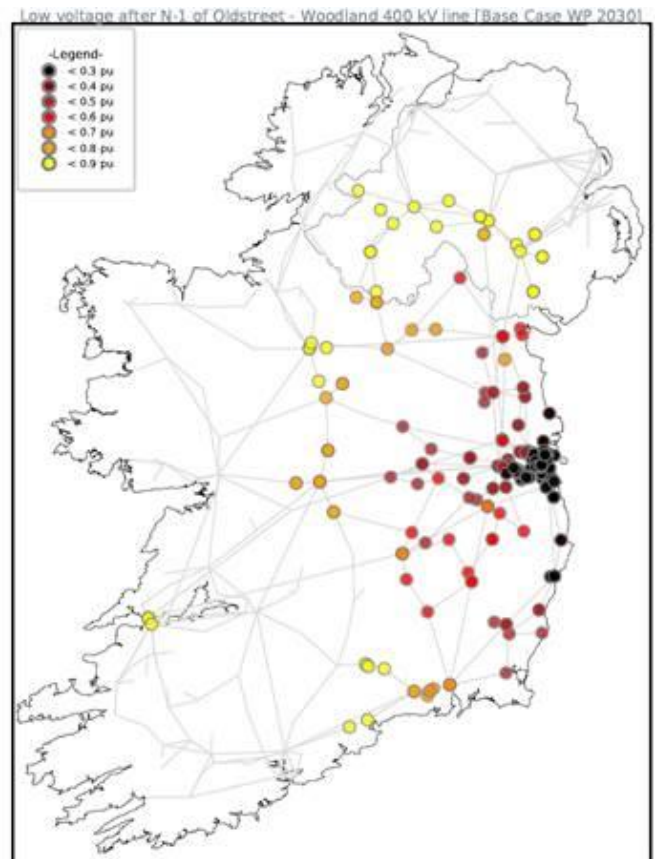 Low voltage after N-1 of Oldstreet - Woodland 400 kV line [Base Case WP 2030]
-Legend-
< 0.3 pu
< 0.4 pu
< 0.5 pu
< 0.6 pu
< 0.7 pu
< 0.8 pu
< 0.9 pu